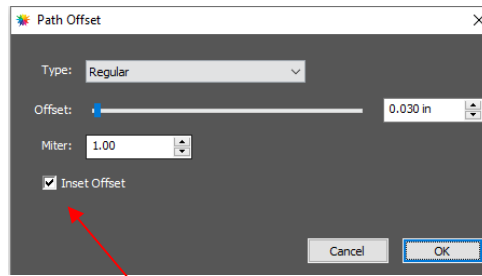 Path Offset
Type: Regular
Offset: 0.030 in
Miter: 1.00
Inset Offset
Cancel OK